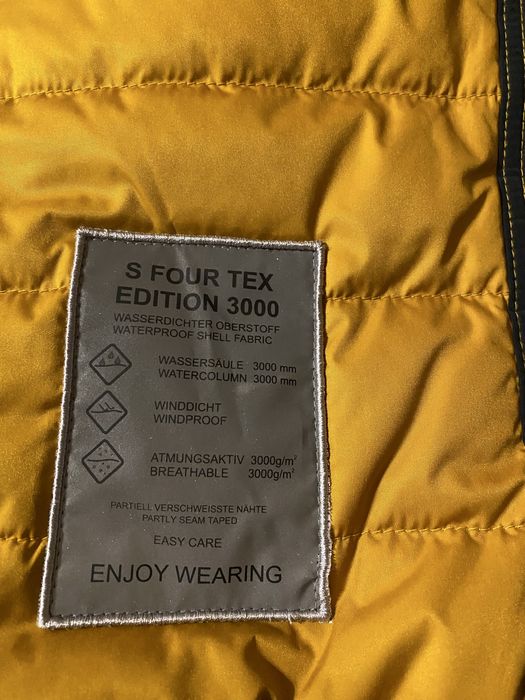 S FOUR TEX
EDITION 3000
WASSERDICHTER OBERSTOFF
WATERPROOF SHELL FABRIC
WASSERSÄULE 3000 mm
WATERCOLUMN 3000 mm
WINDDICHT
WINDPROOF
ATMUNGSAKTIV 3000g/m²
BREATHABLE 3000g/m²
PARTIELL VERSCHWEISSTE NÄHTE
PARTLY SEAM TAPED
EASY CARE
ENJOY WEARING